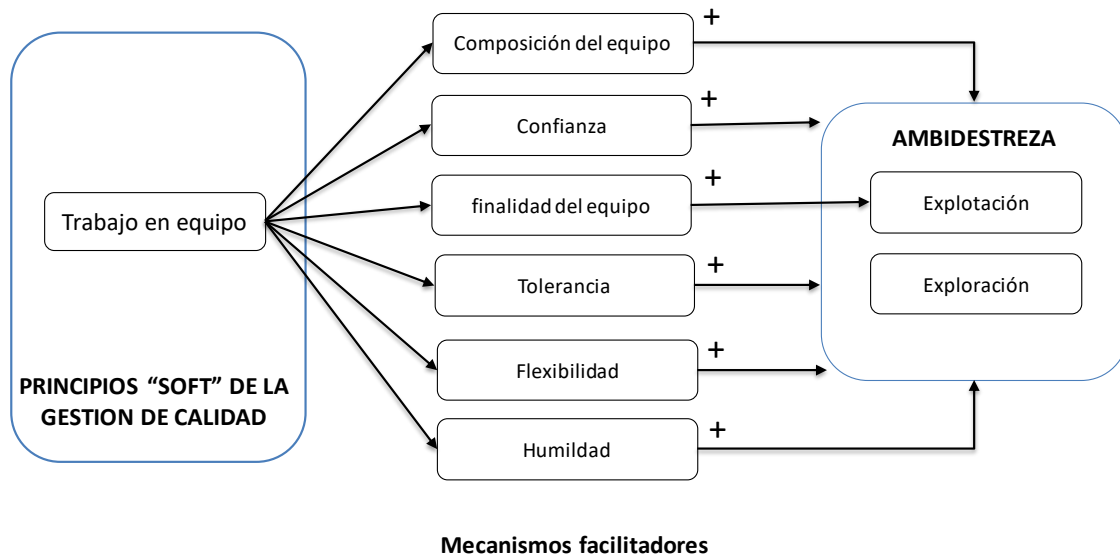 Composición del equipo
+
Confianza
+
AMBIDESTREZA
finalidad del equipo
+
Explotación
Trabajo en equipo
Tolerancia
+
Exploración
Flexibilidad
+
PRINCIPIOS “SOFT” DE LA
GESTION DE CALIDAD
Humildad
+
Mecanismos facilitadores